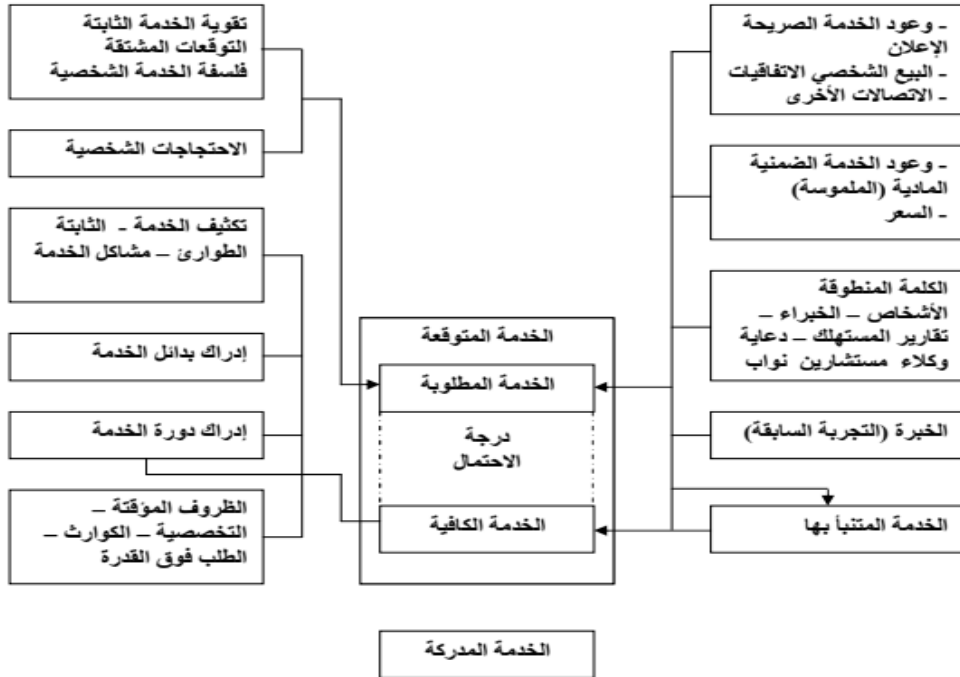 - وعود الخدمة الصريحة
الإعلان
- البيع الشخصي الاتفاقيات
- الاتصالات الأخرى
- وعود الخدمة الضمنية
المادية (الملموسة)
- السعر
الكلمة المنطوقة
الأشخاص – الخبراء –
تقارير المستهلك – دعاية
وكلاء مستشارين نواب
الخبرة (التجربة السابقة)
الخدمة المتنبأ بها
الخدمة المتوقعة
الخدمة المطلوبة
درجة
الاحتمال
الخدمة الكافية
الخدمة المدركة
تقوية الخدمة الثابتة
التوقعات المشتقة
فلسفة الخدمة الشخصية
الاحتجاجات الشخصية
تكثيف الخدمة – الثابتة
الطوارئ – مشاكل الخدمة
إدراك بدائل الخدمة
إدراك دورة الخدمة
الظروف المؤقتة –
التخصصية – الكوارث –
الطلب فوق القدرة